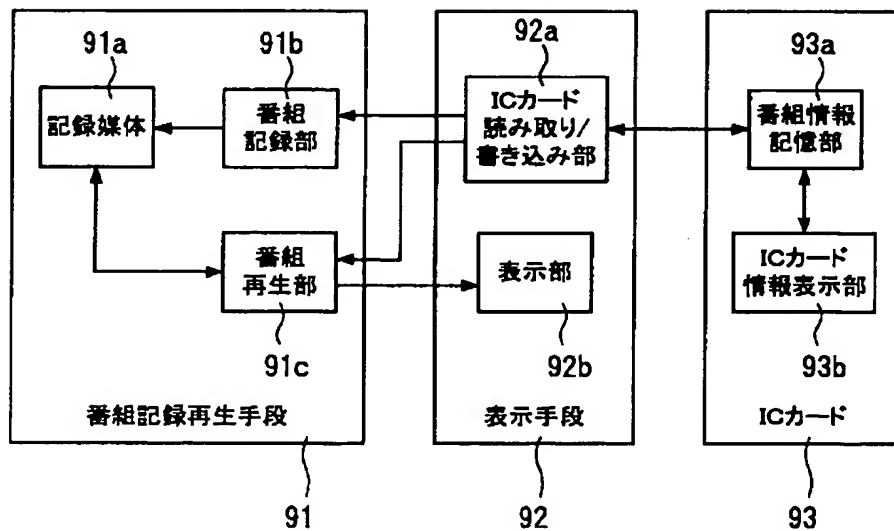 91a
91b
92a
93a
記録媒体
番組
記録部
ICカード
読み取り/
書き込み部
番組情報
記憶部
番組
再生部
表示部
ICカード
情報表示部
91c
92b
93b
番組記録再生手段
表示手段
ICカード
91
92
93